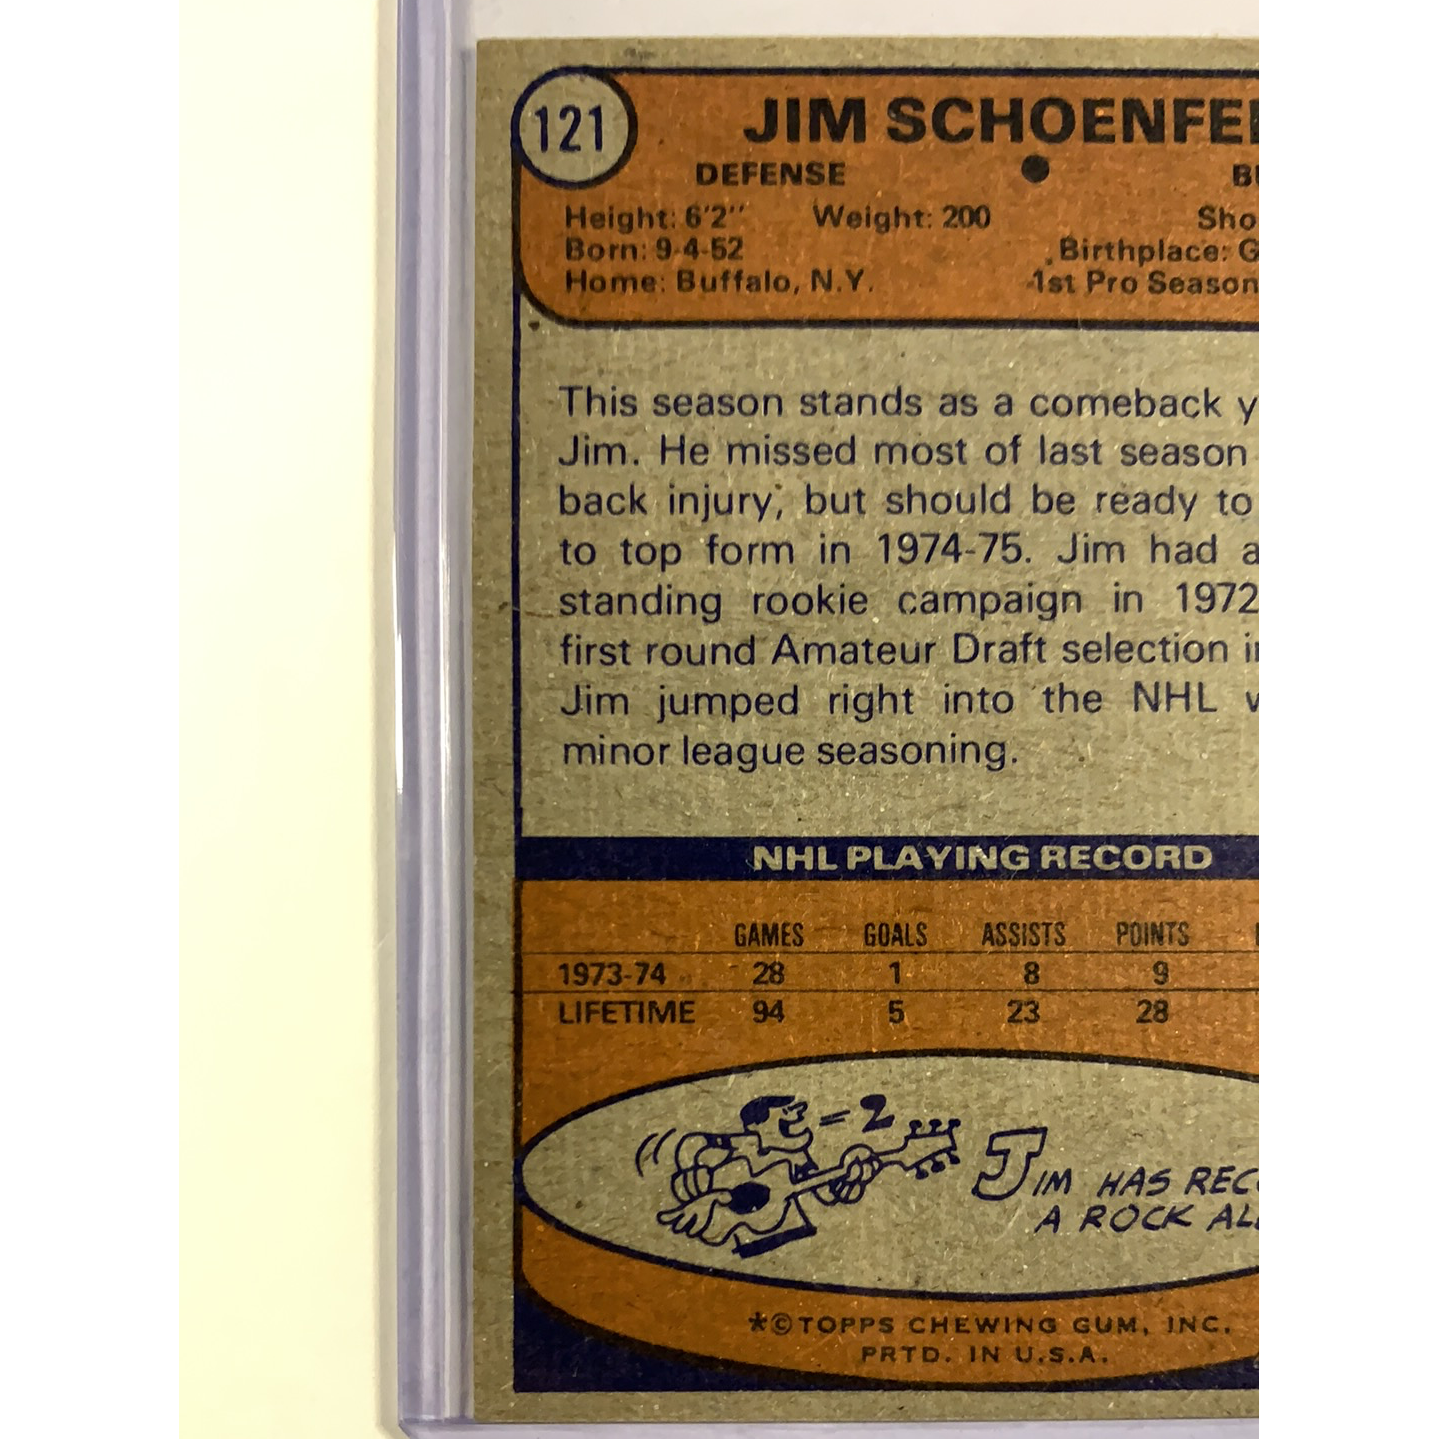 121
JIM SCHOENFE
DEFENSE
Height: 6'2" Weight: 200 Sho
Born: 9-4-52 Birthplace: G
Home: Buffalo, N.Y. 1st Pro Season
This season stands as a comeback y
Jim. He missed most of last season
back injury, but should be ready to
to top form in 1974-75. Jim had a
standing rookie campaign in 1972
first round Amateur Draft selection i
Jim jumped right into the NHL w
minor league seasoning.
NHL PLAYING RECORD
GAMES GOALS ASSISTS POINTS
1973-74 28 1 8 9
LIFETIME 94 5 23 28
JIM HAS REC
A ROCK AL
*©TOPPS CHEWING GUM, INC.
PRTD. IN U.S.A.